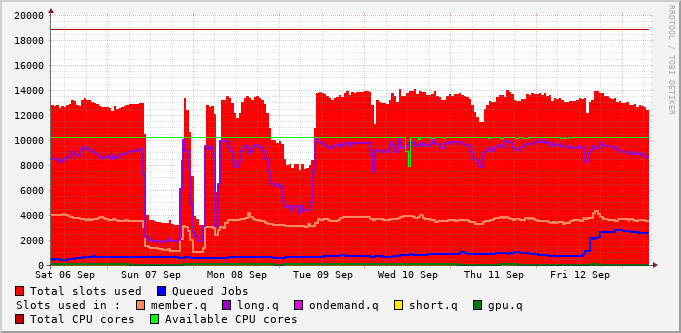 RRDTOOL / TOBI OETIKER
20000
18000
16000
14000
12000
10000
8000
6000
4000
2000
0
Sat 06 Sep Sun 07 Sep Mon 08 Sep Tue 09 Sep Wed 10 Sep Thu 11 Sep Fri 12 Sep
Total slots used Queued Jobs
Slots used in : member.q long.q ondemand.q short.q gpu.q
Total CPU cores Available CPU cores